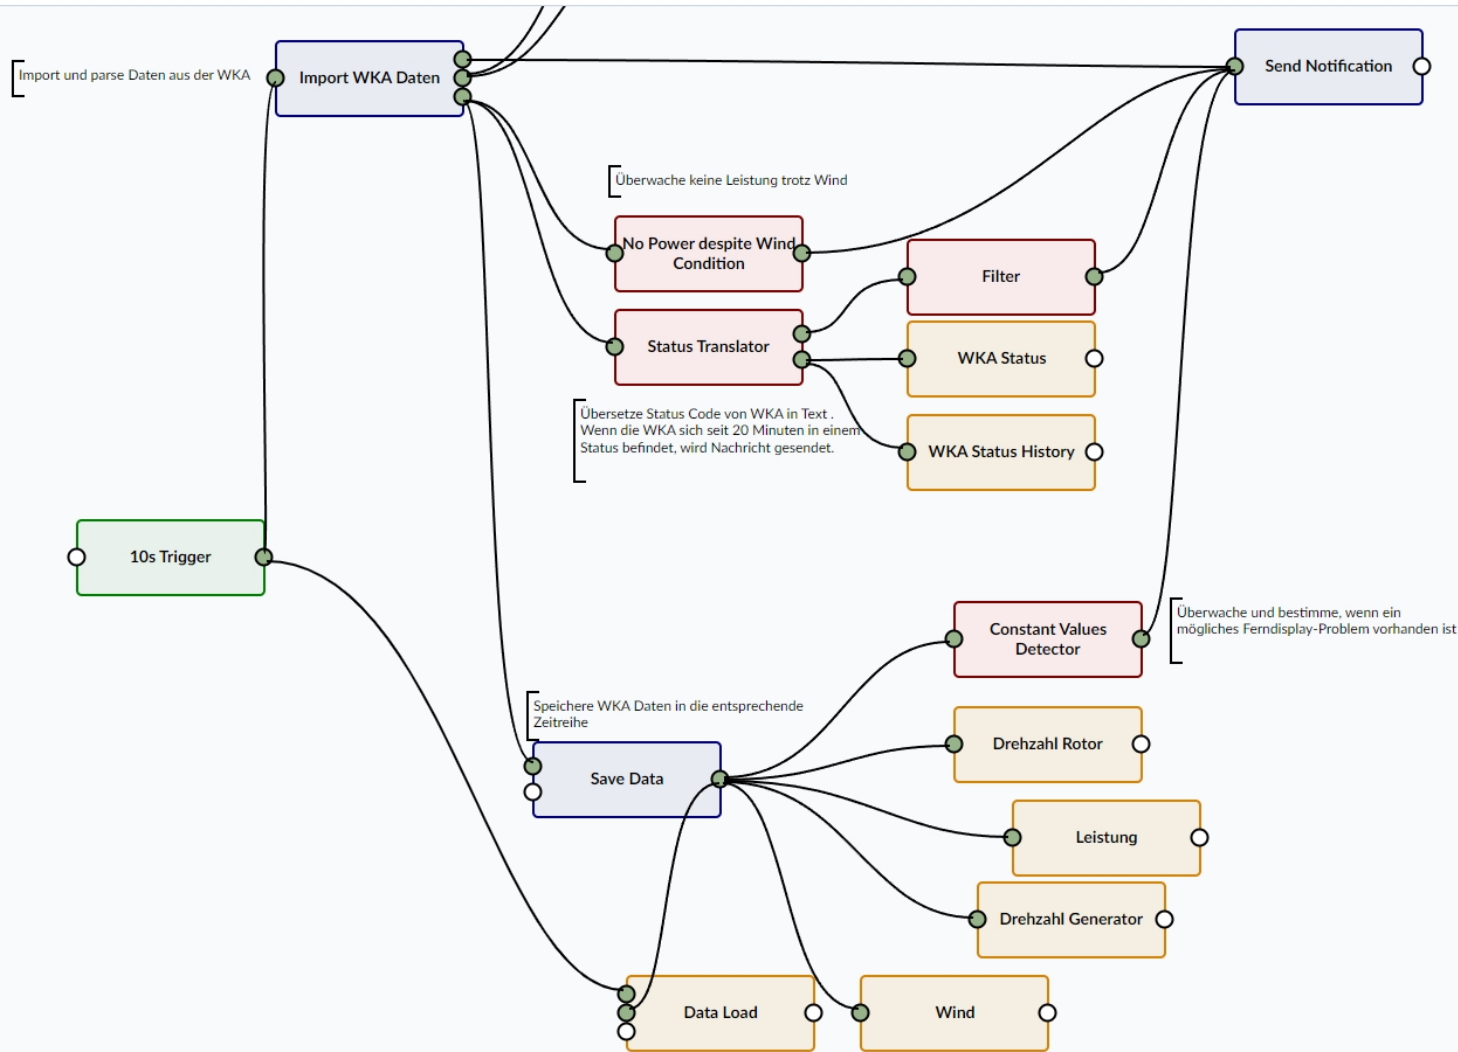 Import und parse Daten aus der WKA
Import WKA Daten
Send Notification
Überwache keine Leistung trotz Wind
No Power despite Wind
Condition
Filter
Status Translator
WKA Status
Übersetze Status Code von WKA in Text .
Wenn die WKA sich seit 20 Minuten in einem
Status befindet, wird Nachricht gesendet.
WKA Status History
10s Trigger
Constant Values
Detector
Überwache und bestimme, wenn ein
mögliches Ferndisplay-Problem vorhanden ist
Speichere WKA Daten in die entsprechende
Zeitreihe
Save Data
Drehzahl Rotor
Leistung
Drehzahl Generator
Data Load
Wind